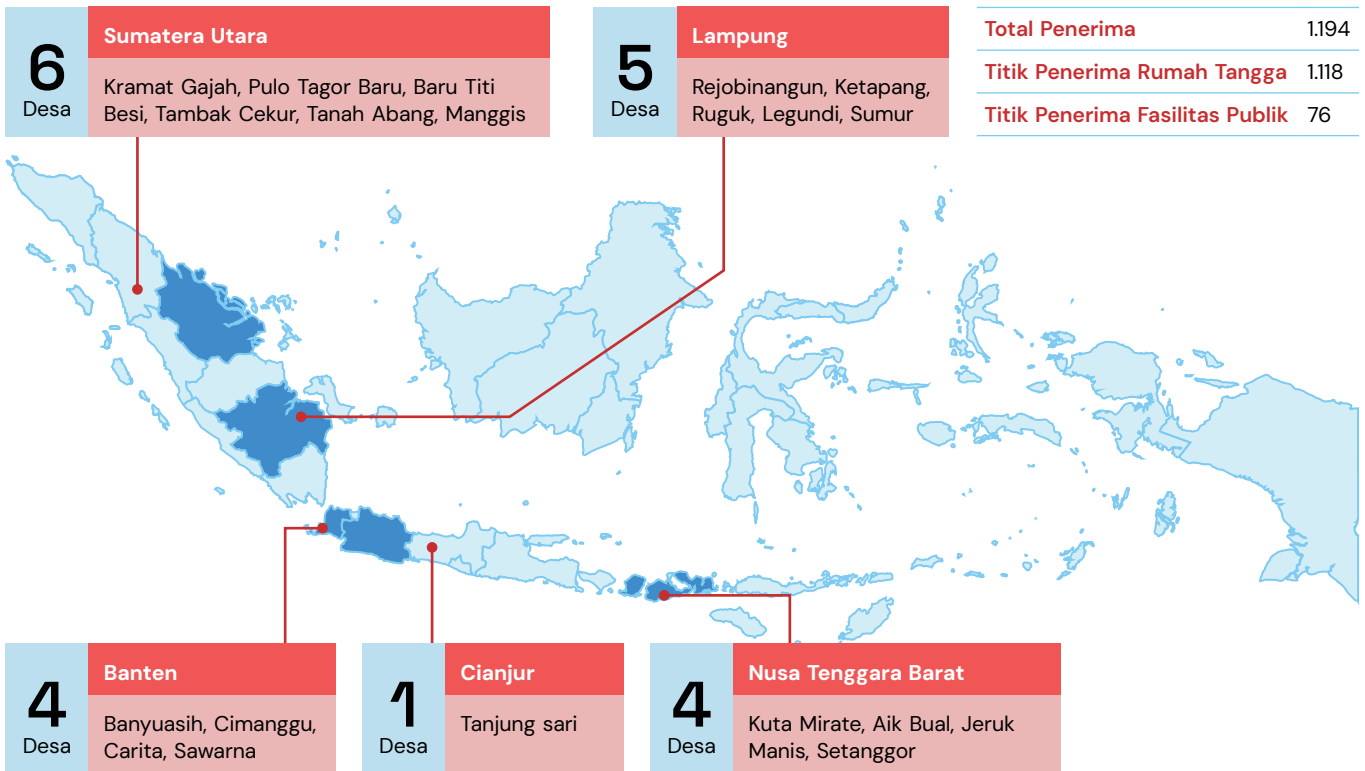 6
Desa
Sumatera Utara
Kramat Gajah, Pulo Tagor Baru, Baru Titi
Besi, Tambak Cekur, Tanah Abang, Manggis
5
Desa
Lampung
Rejobinangun, Ketapang,
Ruguk, Legundi, Sumur
Total Penerima 1.194
Titik Penerima Rumah Tangga 1.118
Titik Penerima Fasilitas Publik 76
4
Desa
Banten
Banyuasih, Cimanggu,
Carita, Sawarna
1
Desa
Cianjur
Tanjung sari
4
Desa
Nusa Tenggara Barat
Kuta Mirate, Aik Bual, Jeruk
Manis, Setanggor